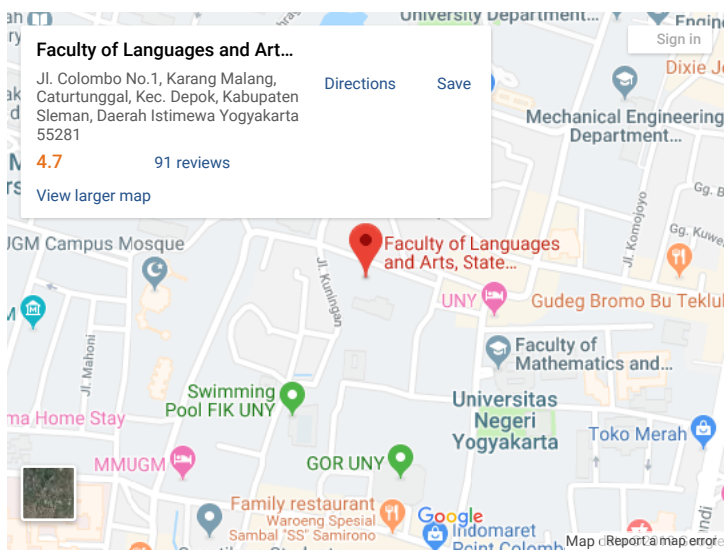 University Department...
Engine
Sign in
Faculty of Languages and Art...
Jl. Colombo No.1, Karang Malang,
Caturtunggal, Kec. Depok, Kabupaten
Sleman, Daerah Istimewa Yogyakarta
55281
Directions
Save
4.7
91 reviews
View larger map
Dixie
Mechanical Engineering
Department...
Jl. Komojoyo
Gg. Kuwe
UGM Campus Mosque
Faculty of Languages
and Arts, State...
Jl. Kuningan
UNY
Gudeg Bromo Bu Teklu
Jl. Mahoni
Faculty of
Mathematics and...
Swimming
Pool FIK UNY
Universitas
Negeri
Yogyakarta
ma Home Stay
Toko Merah
MMUGM
GOR UNY
Family restaurant
Waroeng Spesial
Sambal "SS" Samirono
Google
Indomaret
Point Colomb
Map
Report a map error